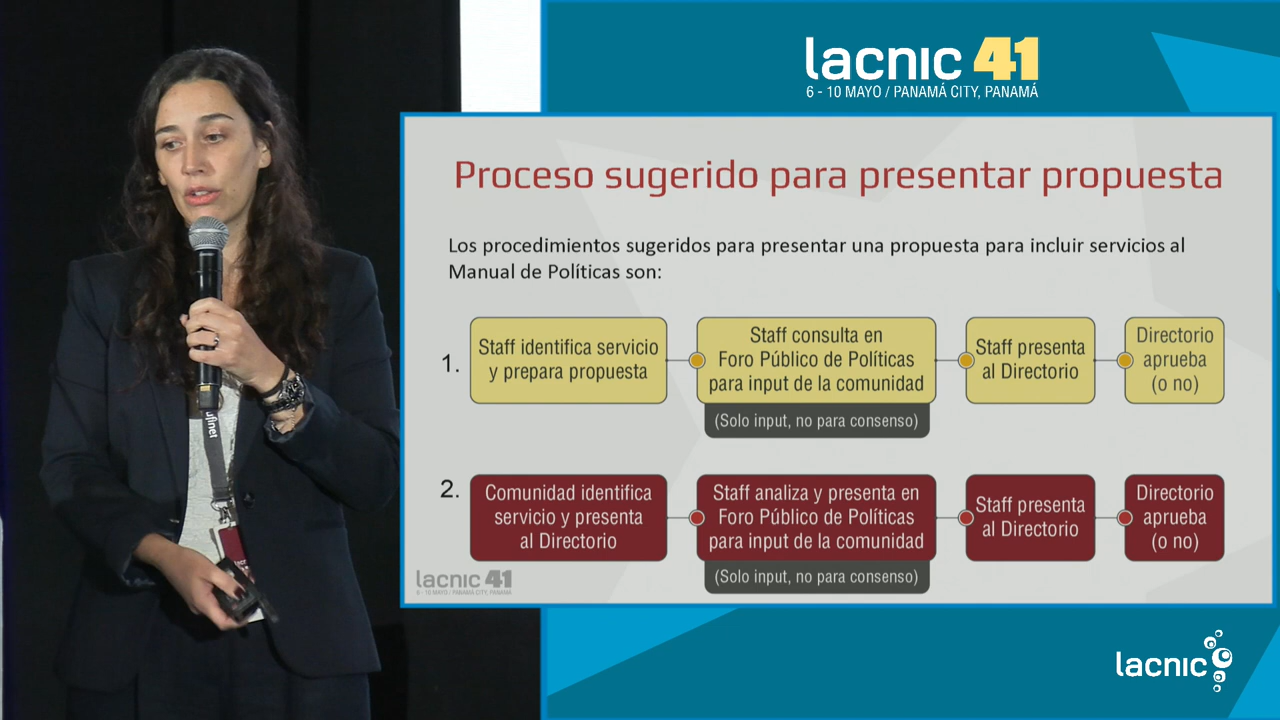 lacnic 41
6 - 10 MAYO / PANAMÁ CITY, PANAMÁ
Proceso sugerido para presentar propuesta
Los procedimientos sugeridos para presentar una propuesta para incluir servicios al
Manual de Políticas son:
1.
Staff identifica servicio
y prepara propuesta
Staff consulta en
Foro Público de Políticas
para input de la comunidad
(Solo input, no para consenso)
Staff presenta
al Directorio
Directorio
aprueba
(o no)
2.
Comunidad identifica
servicio y presenta
al Directorio
Staff analiza y presenta en
Foro Público de Políticas
para input de la comunidad
(Solo input, no para consenso)
Staff presenta
al Directorio
Directorio
aprueba
(o no)
lacnic 41
6 - 10 MAYO / PANAMÁ CITY, PANAMÁ
lacnic
ufinet